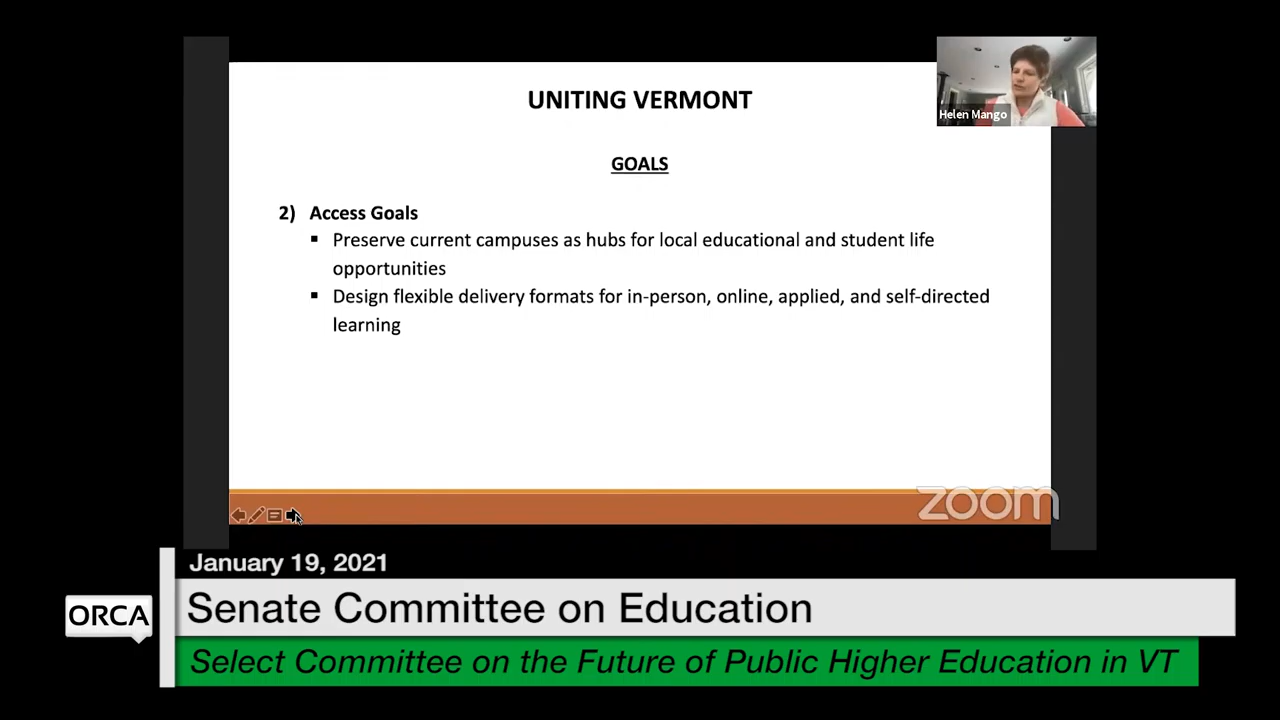 UNITING VERMONT
Helen Mango
GOALS
2) Access Goals
▪ Preserve current campuses as hubs for local educational and student life
opportunities
▪ Design flexible delivery formats for in-person, online, applied, and self-directed
learning
zoom
January 19, 2021
ORCA
Senate Committee on Education
Select Committee on the Future of Public Higher Education in VT